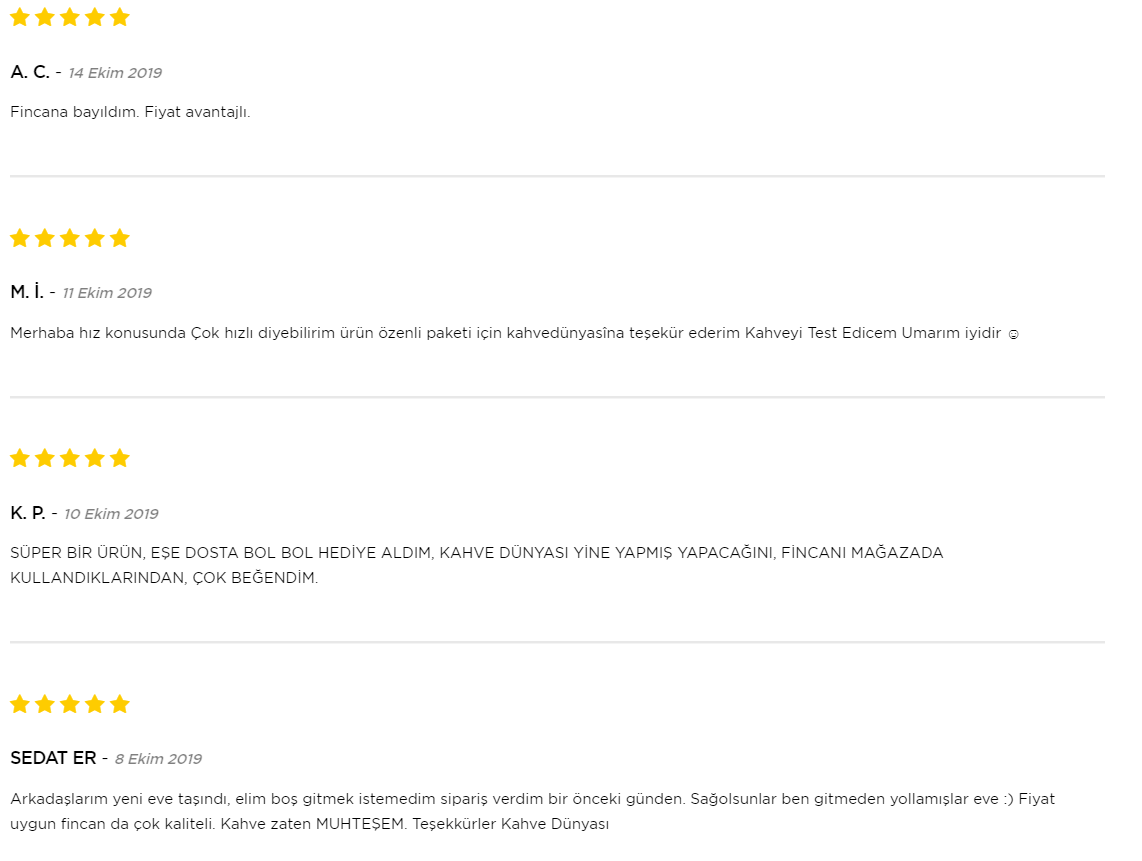 A. C. - 14 Ekim 2019
Fincana bayıldım. Fiyat avantajlı.
M. İ. - 11 Ekim 2019
Merhaba hız konusunda Çok hızlı diyebilirim ürün özenli paketi için kahvedünyasîna teşekür ederim Kahveyi Test Edicem Umarım iyidir ☺
K. P. - 10 Ekim 2019
SÜPER BİR ÜRÜN, EŞE DOSTA BOL BOL HEDİYE ALDIM, KAHVE DÜNYASI YİNE YAPMIŞ YAPACAĞINI, FİNCANI MAĞAZADA
KULLANDIKLARINDAN, ÇOK BEĞENDİM.
SEDAT ER - 8 Ekim 2019
Arkadaşlarım yeni eve taşındı, elim boş gitmek istemedim sipariş verdim bir önceki günden. Sağolsunlar ben gitmeden yollamışlar eve :) Fiyat
uygun fincan da çok kaliteli. Kahve zaten MUHTEŞEM. Teşekkürler Kahve Dünyası